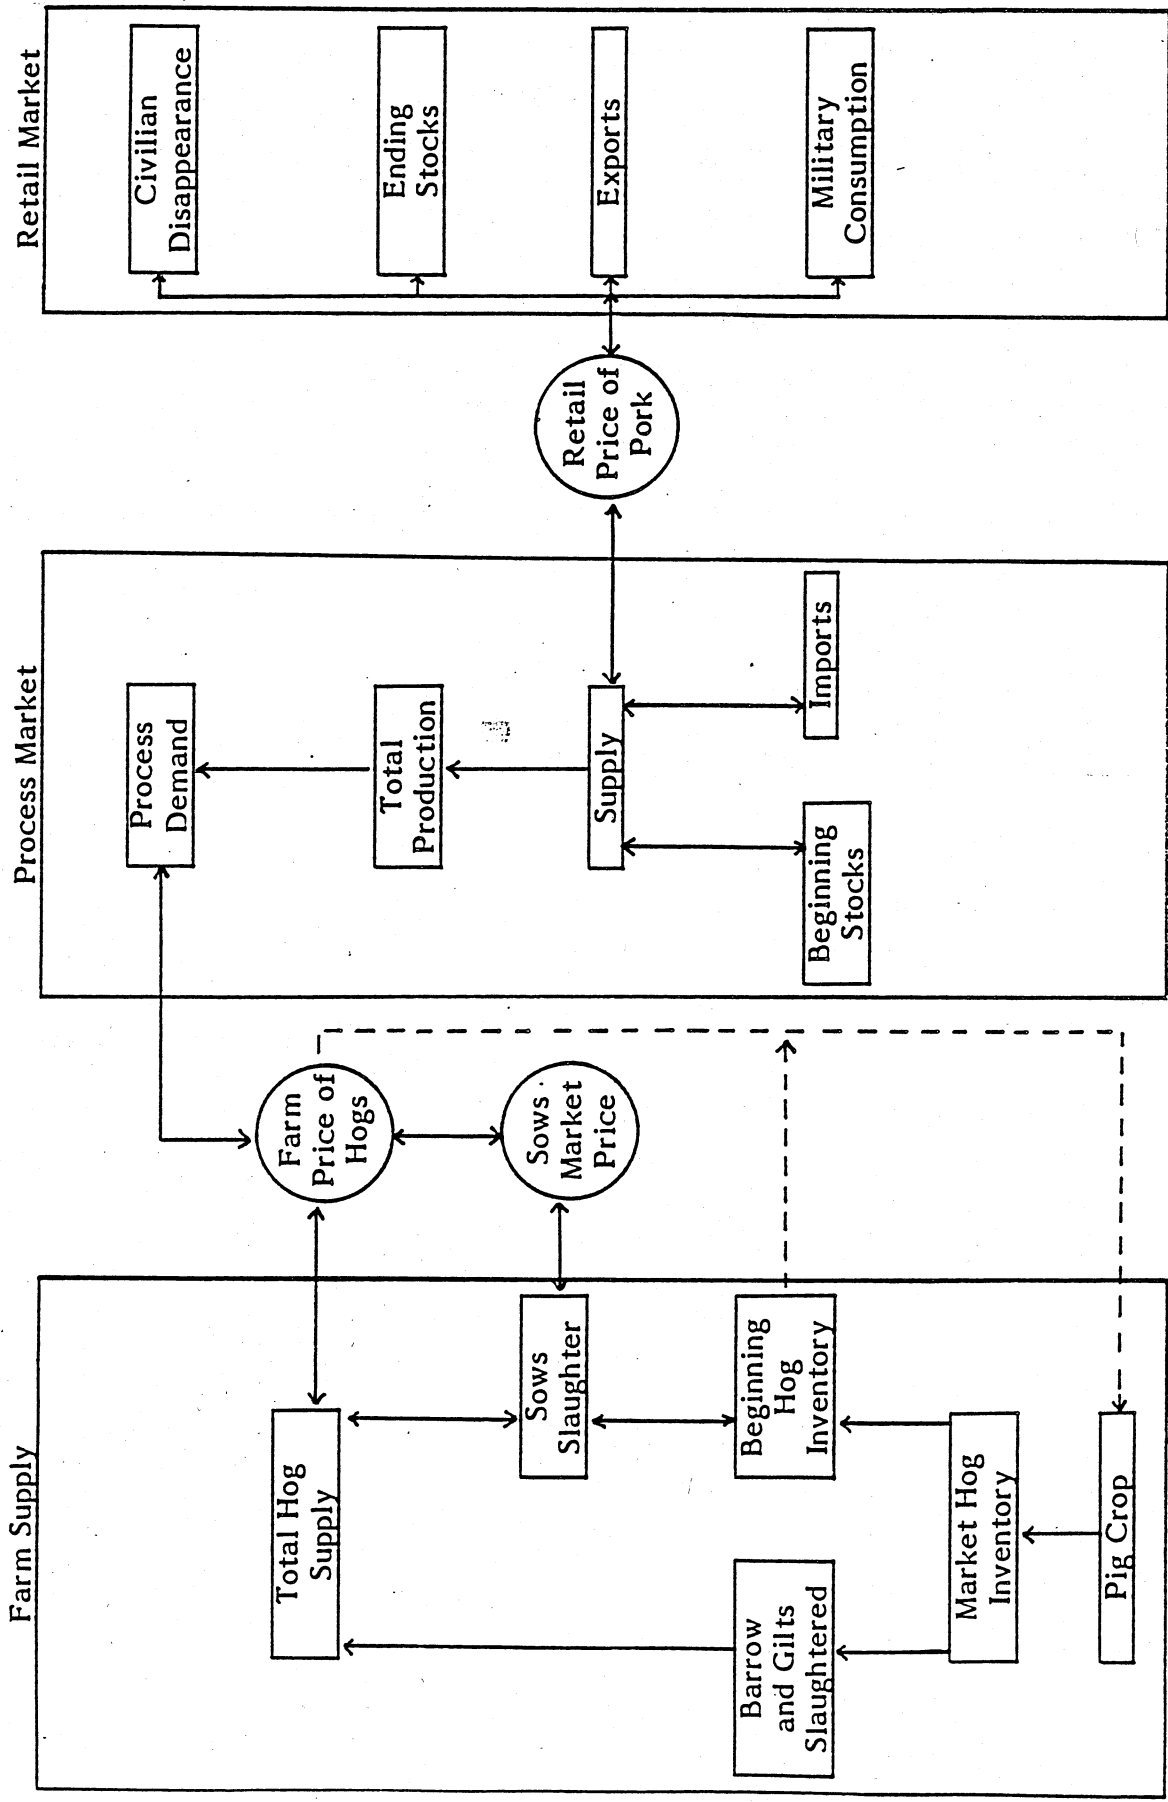 Farm Supply
Total Hog
Supply
Sows
Slaughter
Barrow
and Gilts
Slaughtered
Beginning
Hog
Inventory
Market Hog
Inventory
Pig Crop
Farm
Price of
Hogs
Sows
Market
Price
Process Market
Process
Demand
Total
Production
Supply
Beginning
Stocks
Imports
Retail
Price of
Pork
Retail Market
Civilian
Disappearance
Ending
Stocks
Exports
Military
Consumption